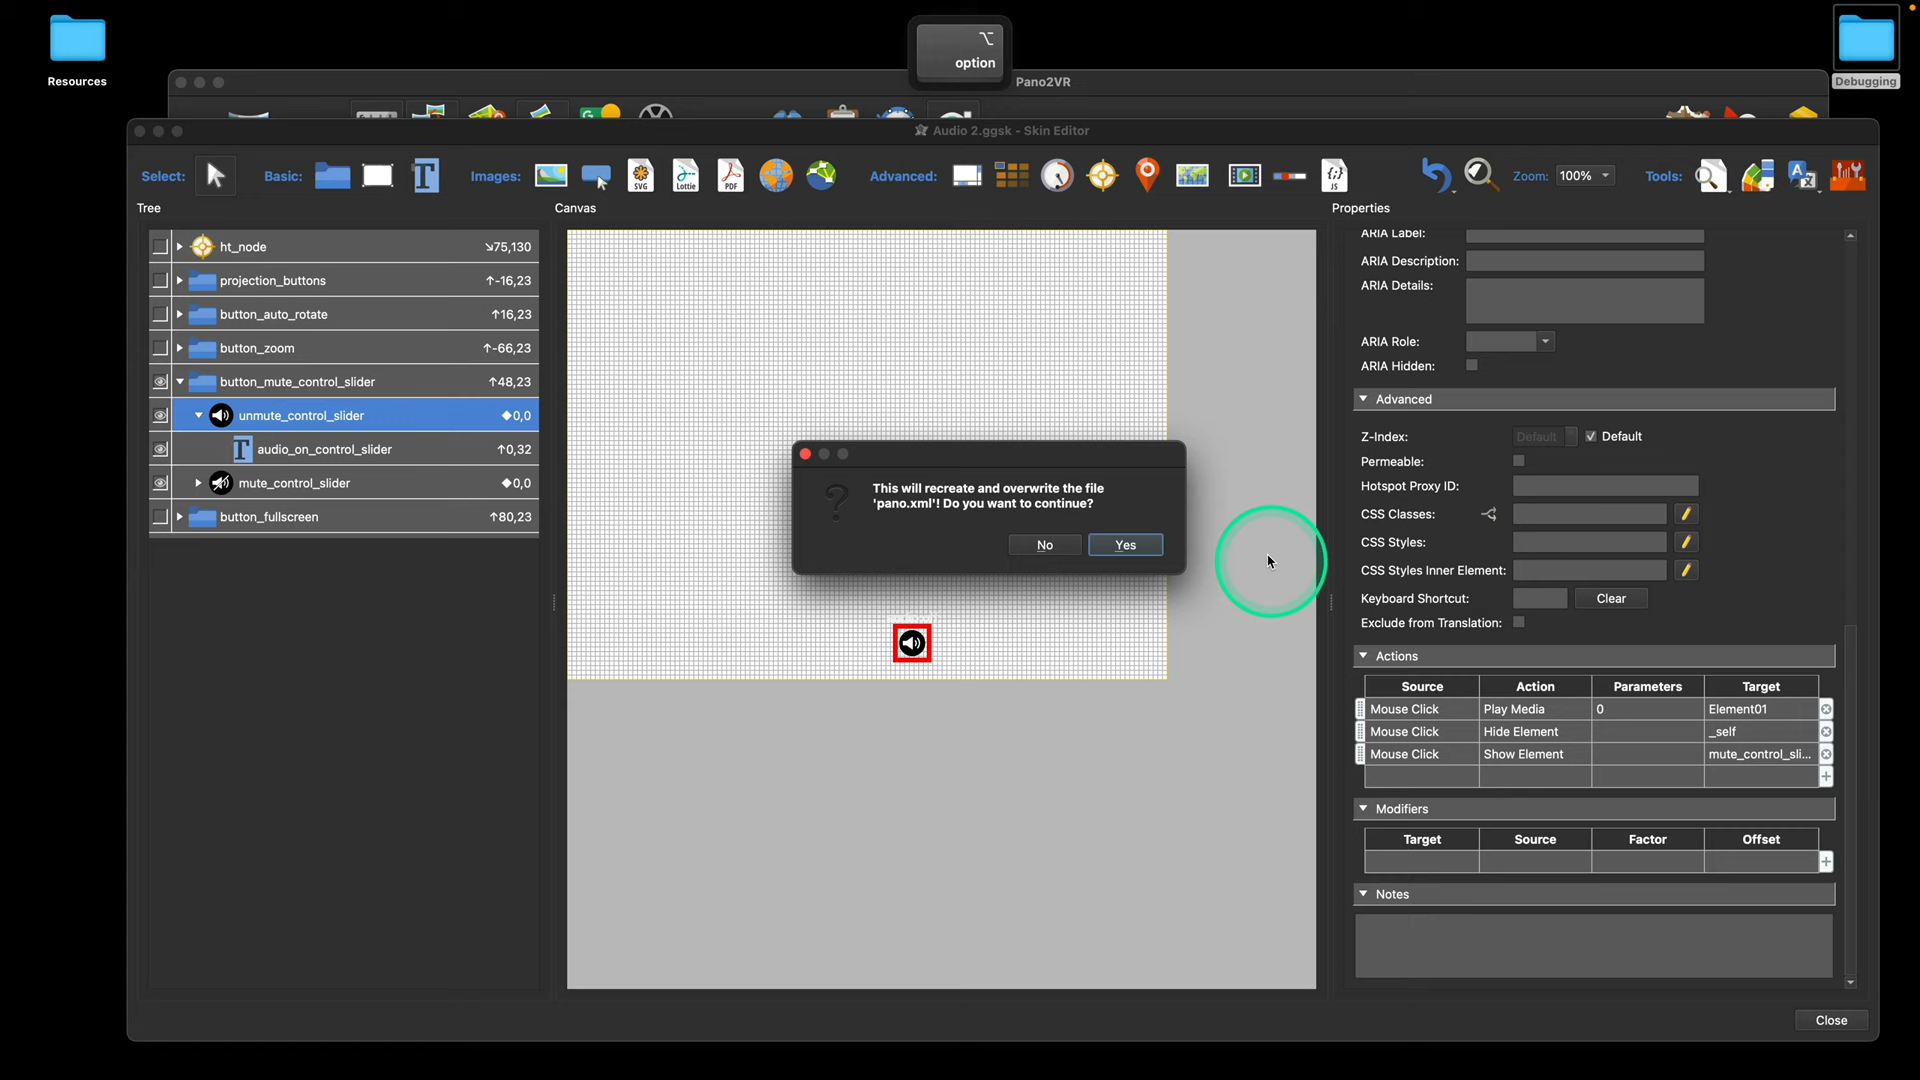 Resources
⌥
option
Debugging
Pano2VR
Audio 2.ggsk - Skin Editor
Select:
Basic:
T
Images:
SVG
Lottie
PDF
Advanced:
JS
Zoom:
100%
Tools:
Tree
Canvas
Properties
ht_node
↘75,130
projection_buttons
↑-16,23
button_auto_rotate
↑16,23
button_zoom
↑-66,23
button_mute_control_slider
↑48,23
unmute_control_slider
◆0,0
T audio_on_control_slider
↑0,32
mute_control_slider
◆0,0
button_fullscreen
↑80,23
This will recreate and overwrite the file
'pano.xml'! Do you want to continue?
No
Yes
ARIA Label:
ARIA Description:
ARIA Details:
ARIA Role:
ARIA Hidden:
Advanced
Z-Index:
Default
Default
Permeable:
Hotspot Proxy ID:
CSS Classes:
CSS Styles:
CSS Styles Inner Element:
Keyboard Shortcut:
Clear
Exclude from Translation:
Actions
Source Action Parameters Target
Mouse Click Play Media 0 Element01
Mouse Click Hide Element _self
Mouse Click Show Element mute_control_sli...
Modifiers
Target Source Factor Offset
Notes
Close